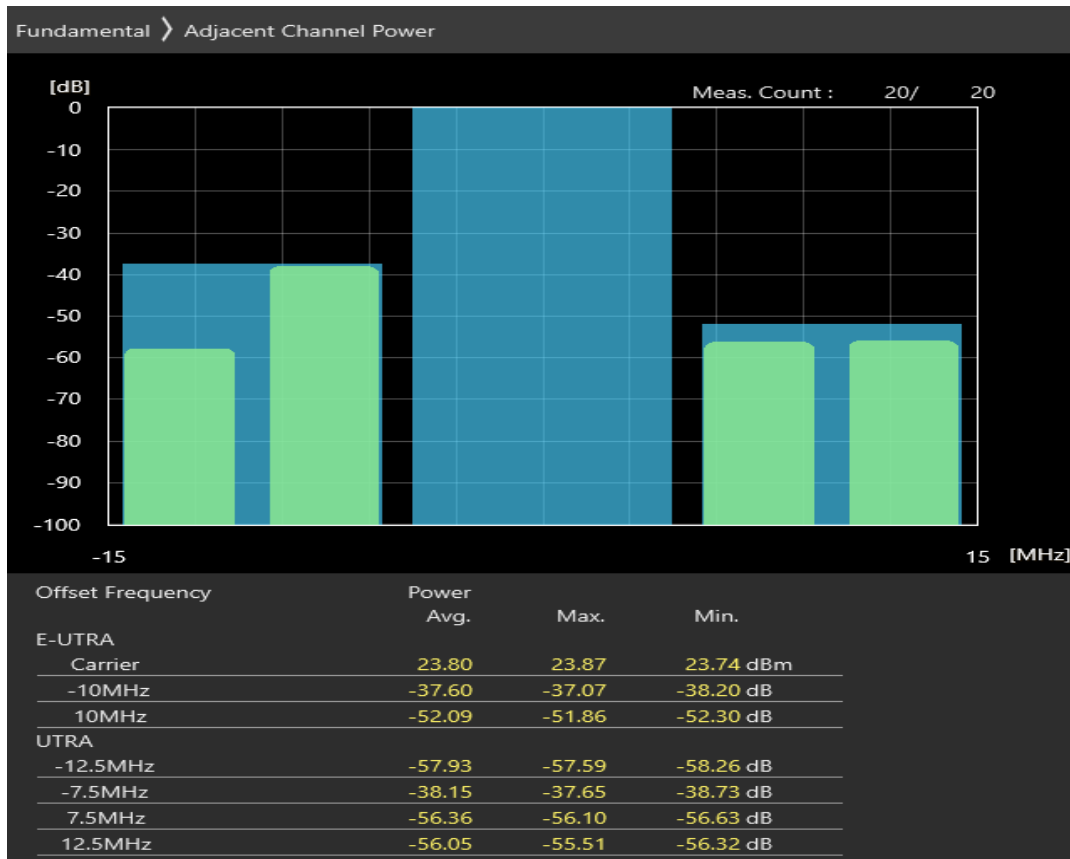 Fundamental 〉 Adjacent Channel Power
[dB]
Meas. Count : 20/ 20
0
-10
-20
-30
-40
-50
-60
-70
-80
-90
-100
-15 15 [MHz]
Offset Frequency Power
Avg. Max. Min.
E-UTRA
Carrier 23.80 23.87 23.74 dBm
-10MHz -37.60 -37.07 -38.20 dB
10MHz -52.09 -51.86 -52.30 dB
UTRA
-12.5MHz -57.93 -57.59 -58.26 dB
-7.5MHz -38.15 -37.65 -38.73 dB
7.5MHz -56.36 -56.10 -56.63 dB
12.5MHz -56.05 -55.51 -56.32 dB